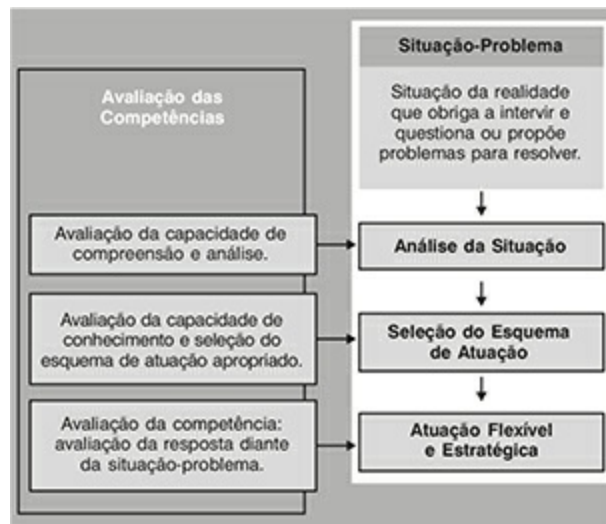 Avaliação das
Competências
Avaliação da capacidade de
compreensão e análise.
Avaliação da capacidade de
conhecimento e seleção do
esquema de atuação apropriado.
Avaliação da competência:
avaliação da resposta diante
da situação-problema.
Situação-Problema
Situação da realidade
que obriga a intervir e
questiona ou propõe
problemas para resolver.
Análise da Situação
Seleção do Esquema
de Atuação
Atuação Flexível
e Estratégica